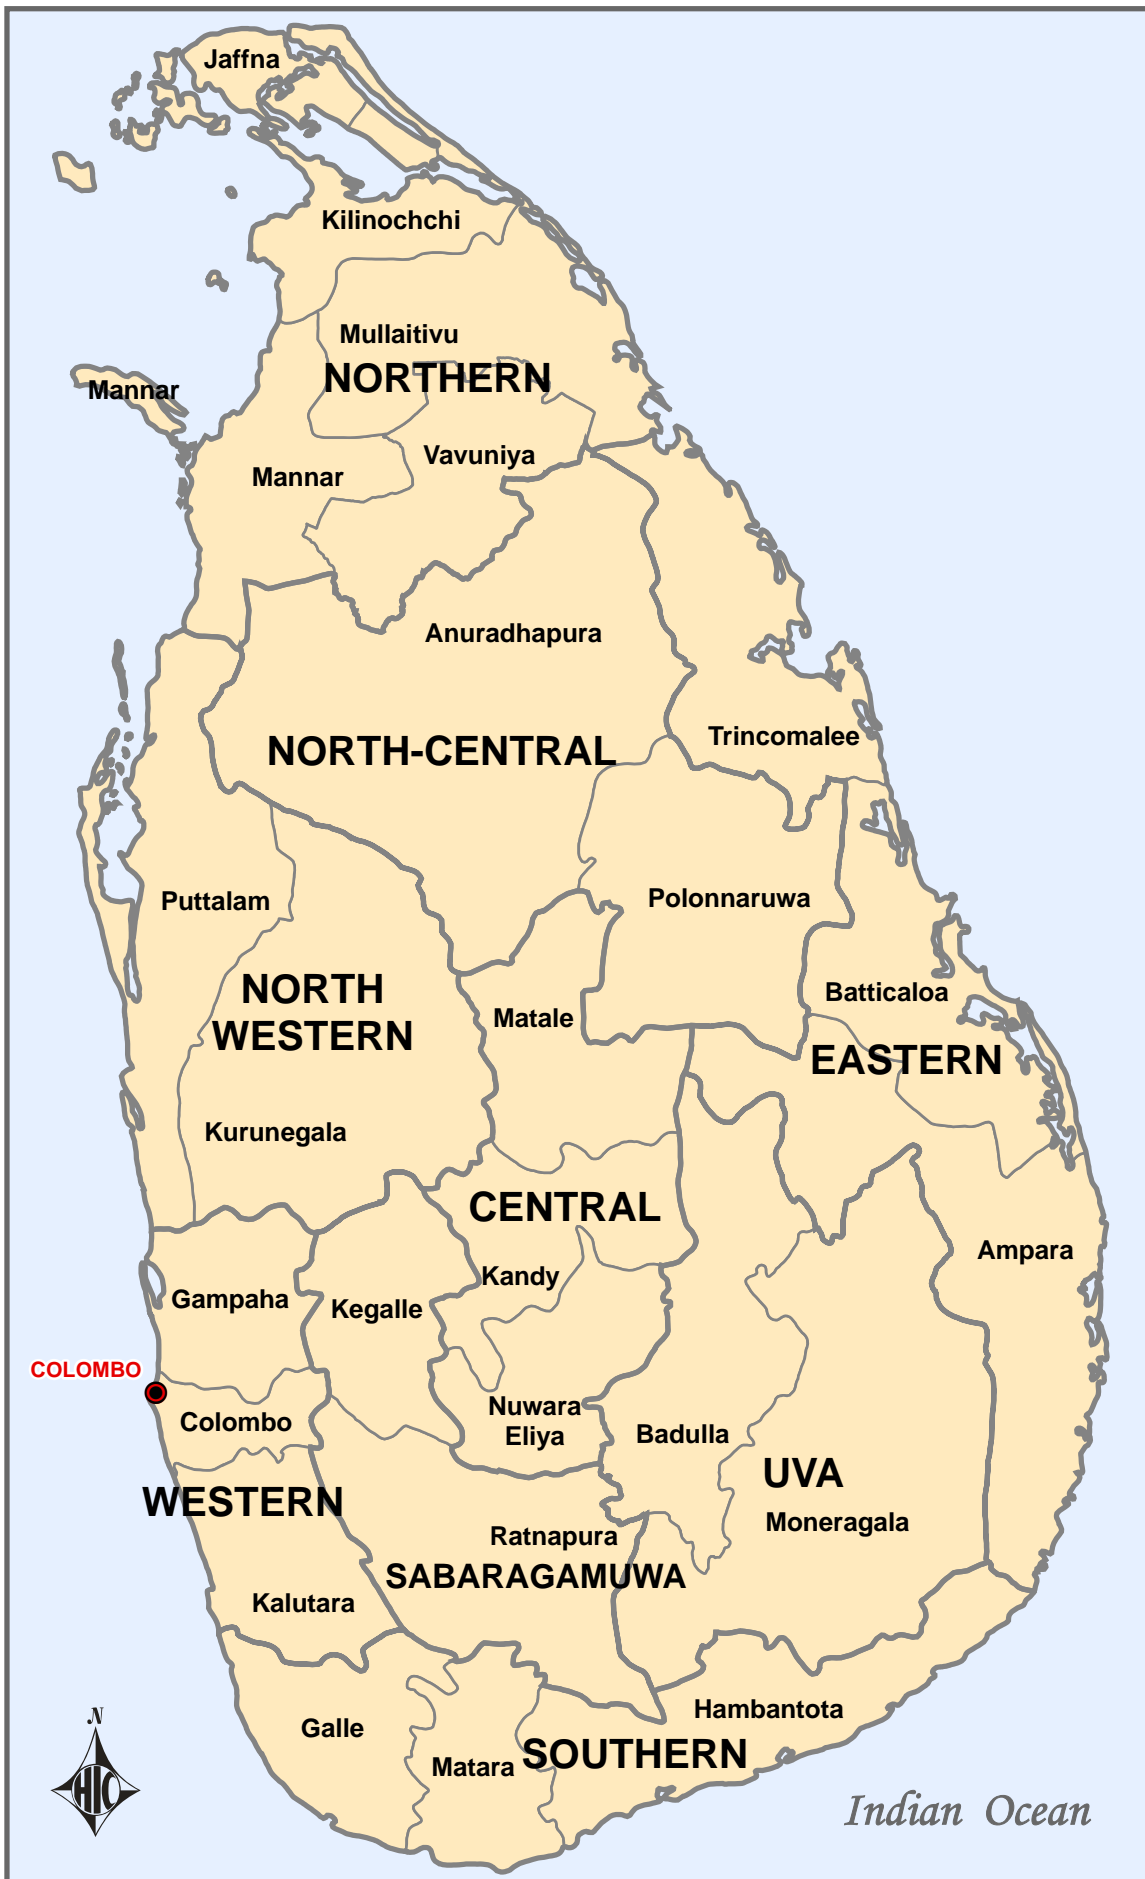 Jaffna
Kilinochchi
Mullaitivu
NORTHERN
Mannar
Vavuniya
Mannar
Anuradhapura
Trincomalee
NORTH-CENTRAL
Polonnaruwa
Puttalam
NORTH
WESTERN
Batticaloa
Matale
EASTERN
Kurunegala
CENTRAL
Ampara
Kandy
Gampaha
Kegalle
COLOMBO
Nuwara
Eliya
Colombo
Badulla
UVA
WESTERN
Moneragala
Ratnapura
SABARAGAMUWA
Kalutara
Hambantota
N
Galle
SOUTHERN
Matara
HIC
Indian Ocean